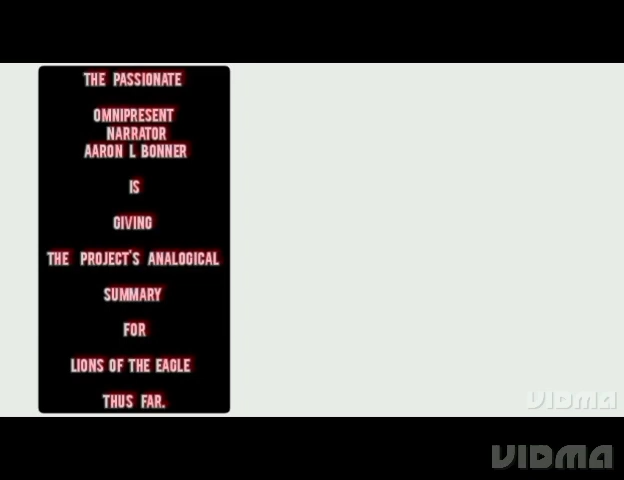 THE PASSIONATE
OMNIPRESENT
NARRATOR
AARON L BONNER
IS
GIVING
THE PROJECT'S ANALOGICAL
SUMMARY
FOR
LIONS OF THE EAGLE
THUS FAR.
VIDMA
VIDMA